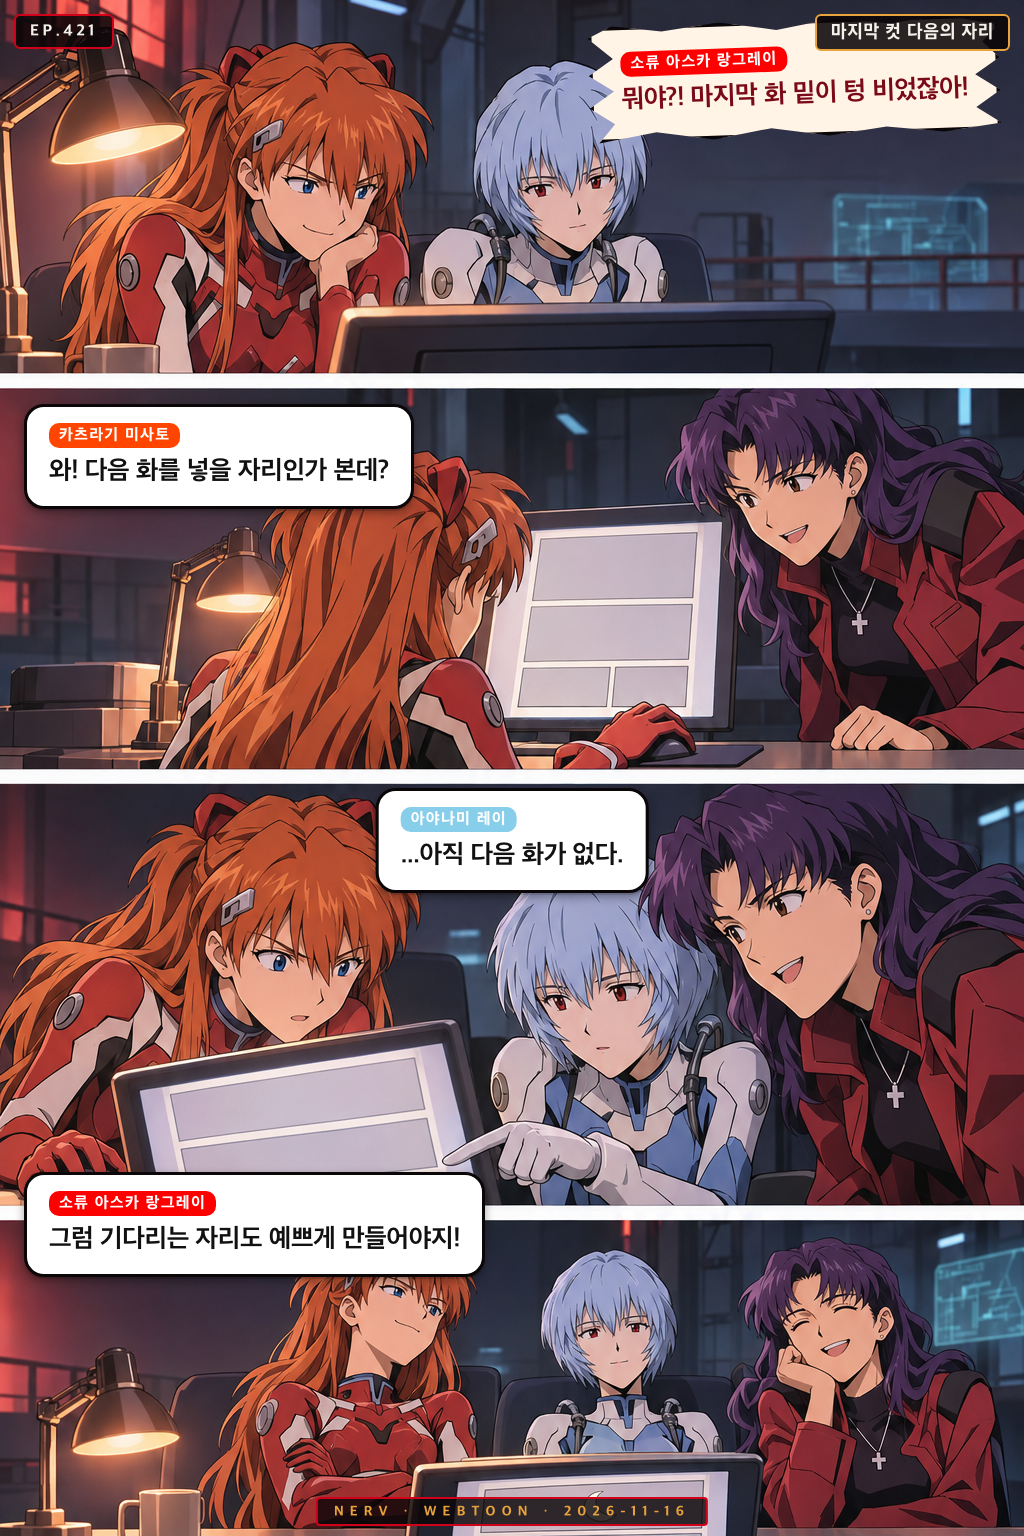 EP.421
마지막 컷 다음의 자리
소류 아스카 랑그레이
뭐야?! 마지막 화 밑이 텅 비었잖아!
카츠라기 미사토
와! 다음 화를 넣을 자리인가 본데?
아야나미 레이
...아직 다음 화가 없다.
소류 아스카 랑그레이
그럼 기다리는 자리도 예쁘게 만들어야지!
NERV · WEBTOON · 2026-11-16